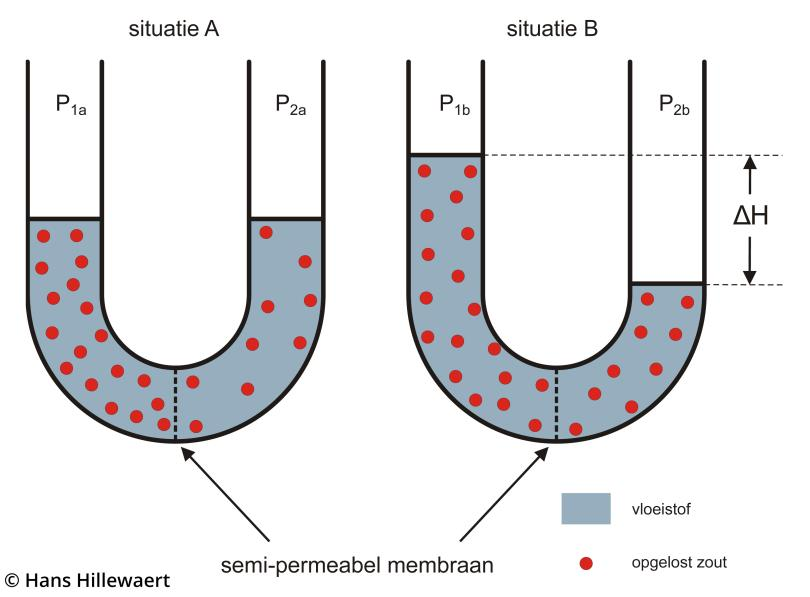 situatie A
situatie B
P1a
P2a
P1b
P2b
ΔH
vloeistof
opgelost zout
semi-permeabel membraan
© Hans Hillewaert